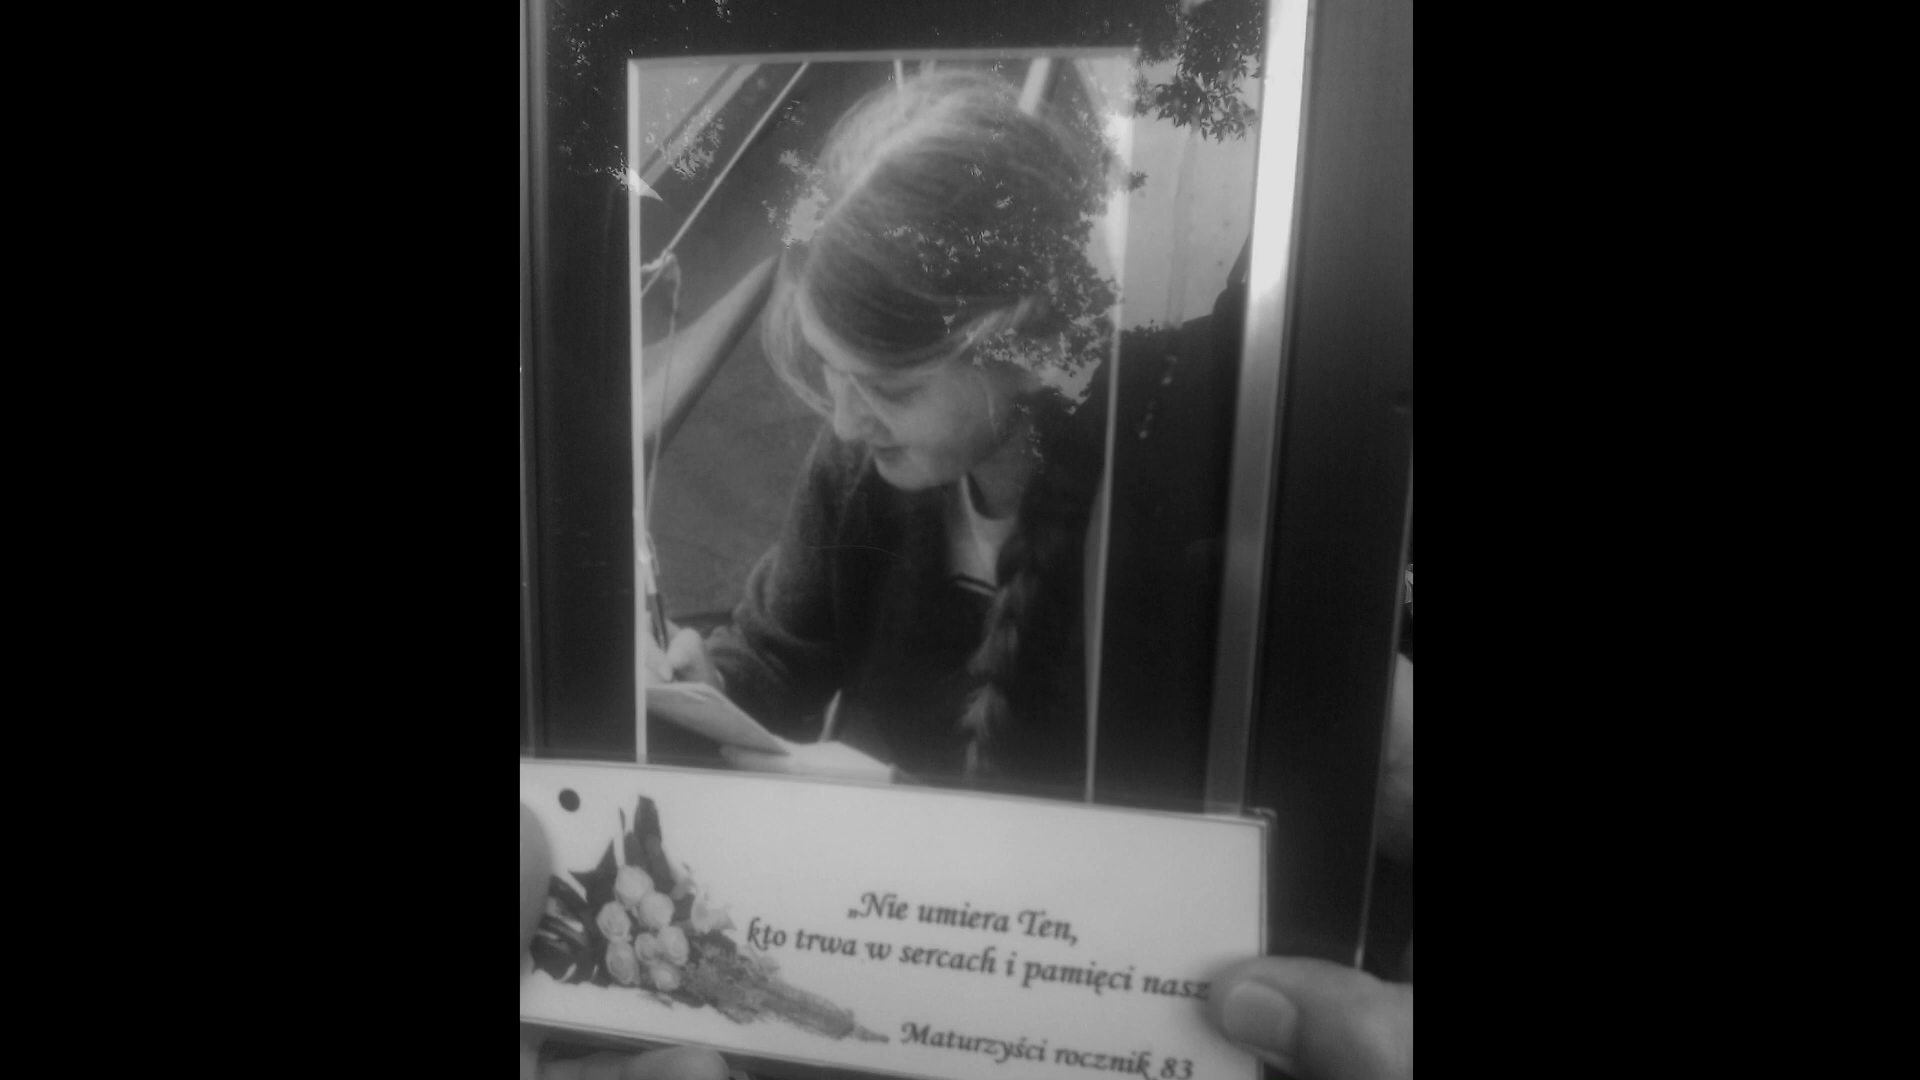 „Nie umiera Ten,
kto trwa w sercach i pamięci nasz
Maturzyści rocznik 83